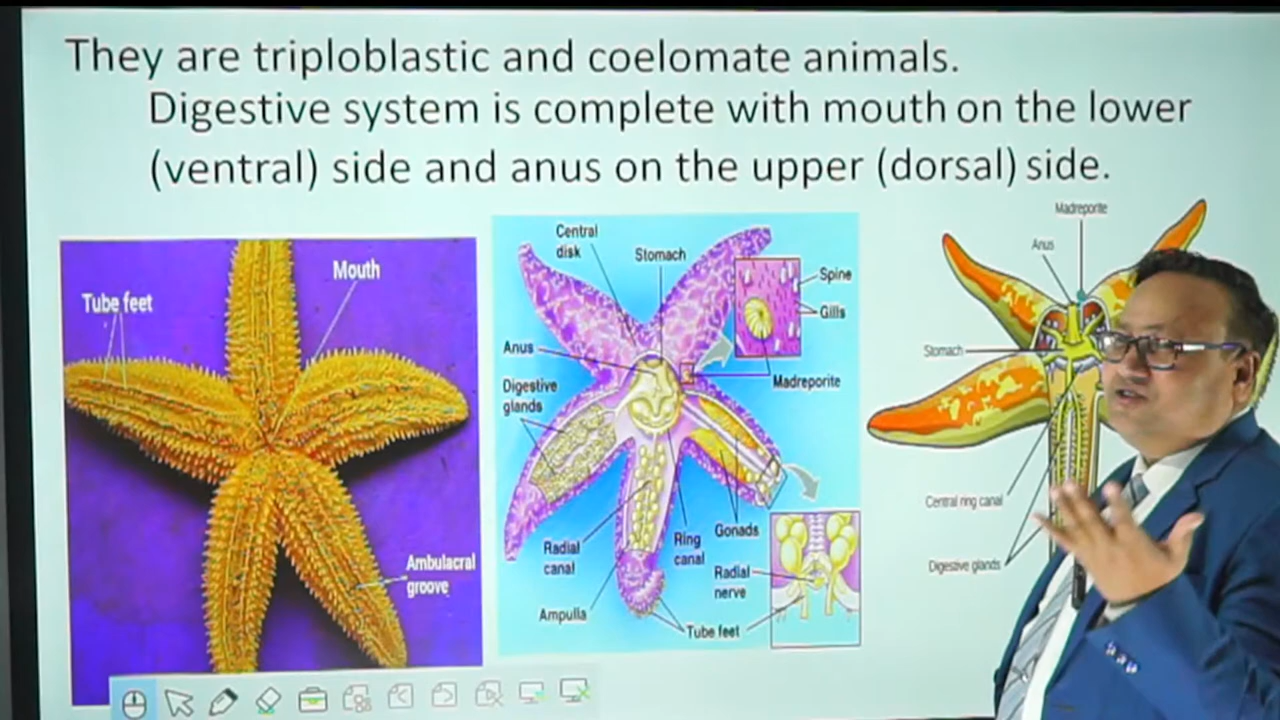 They are triploblastic and coelomate animals.
Digestive system is complete with mouth on the lower
(ventral) side and anus on the upper (dorsal) side.
Tube feet
Mouth
Ambulacral
groove
Central
disk
Stomach
Spine
Gills
Anus
Madreporite
Digestive
glands
Radial
canal
Ring
canal
Gonads
Radial
nerve
Ampulla
Tube feet
Madreporite
Anus
Stomach
Central ring canal
Digestive glands